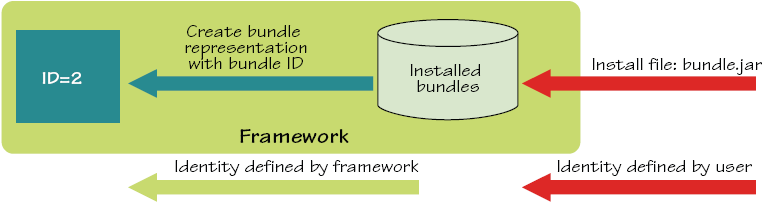 Create bundle
representation
with bundle ID
ID=2
Installed
bundles
Install file: bundle.jar
Framework
Identity defined by framework
Identity defined by user